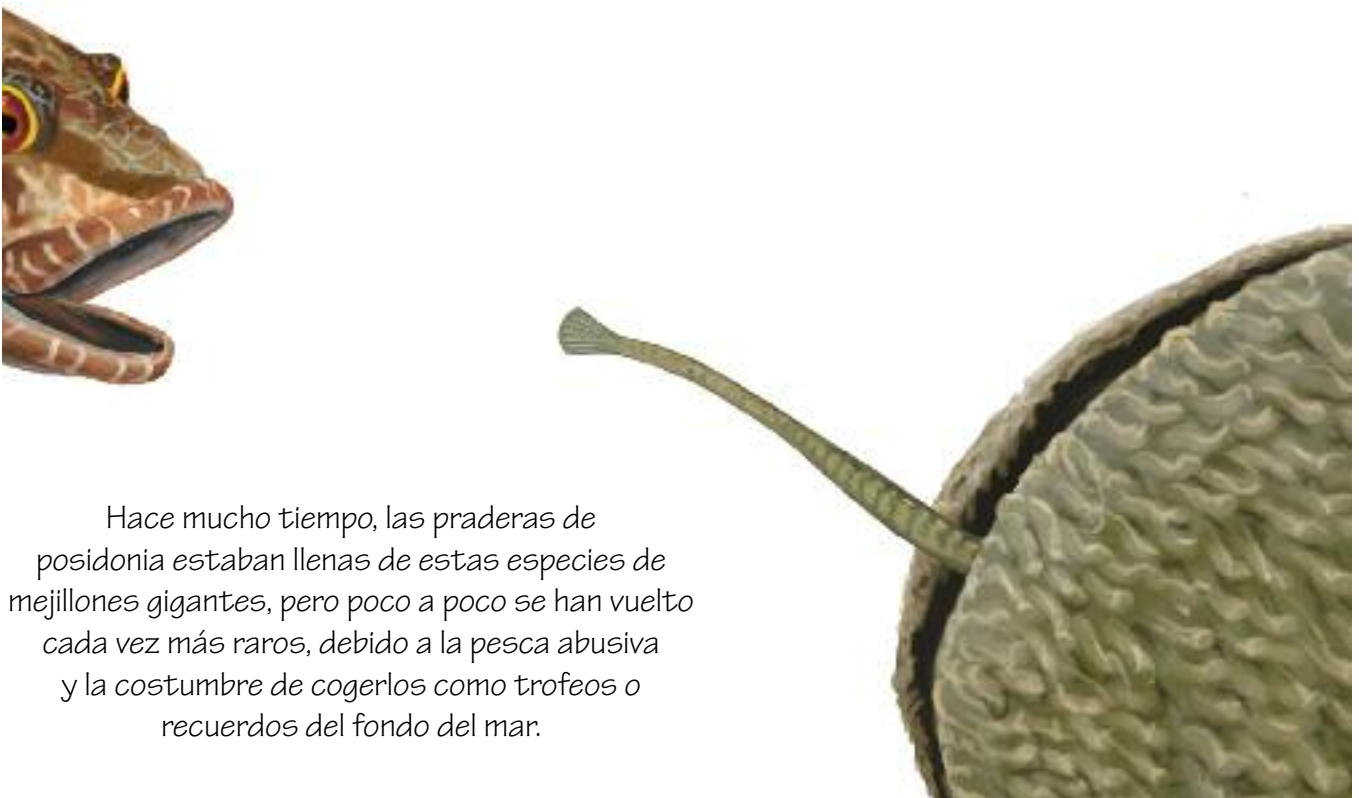 Hace mucho tiempo, las praderas de
posidonia estaban llenas de estas especies de
mejillones gigantes, pero poco a poco se han vuelto
cada vez más raros, debido a la pesca abusiva
y la costumbre de cogerlos como trofeos o
recuerdos del fondo del mar.